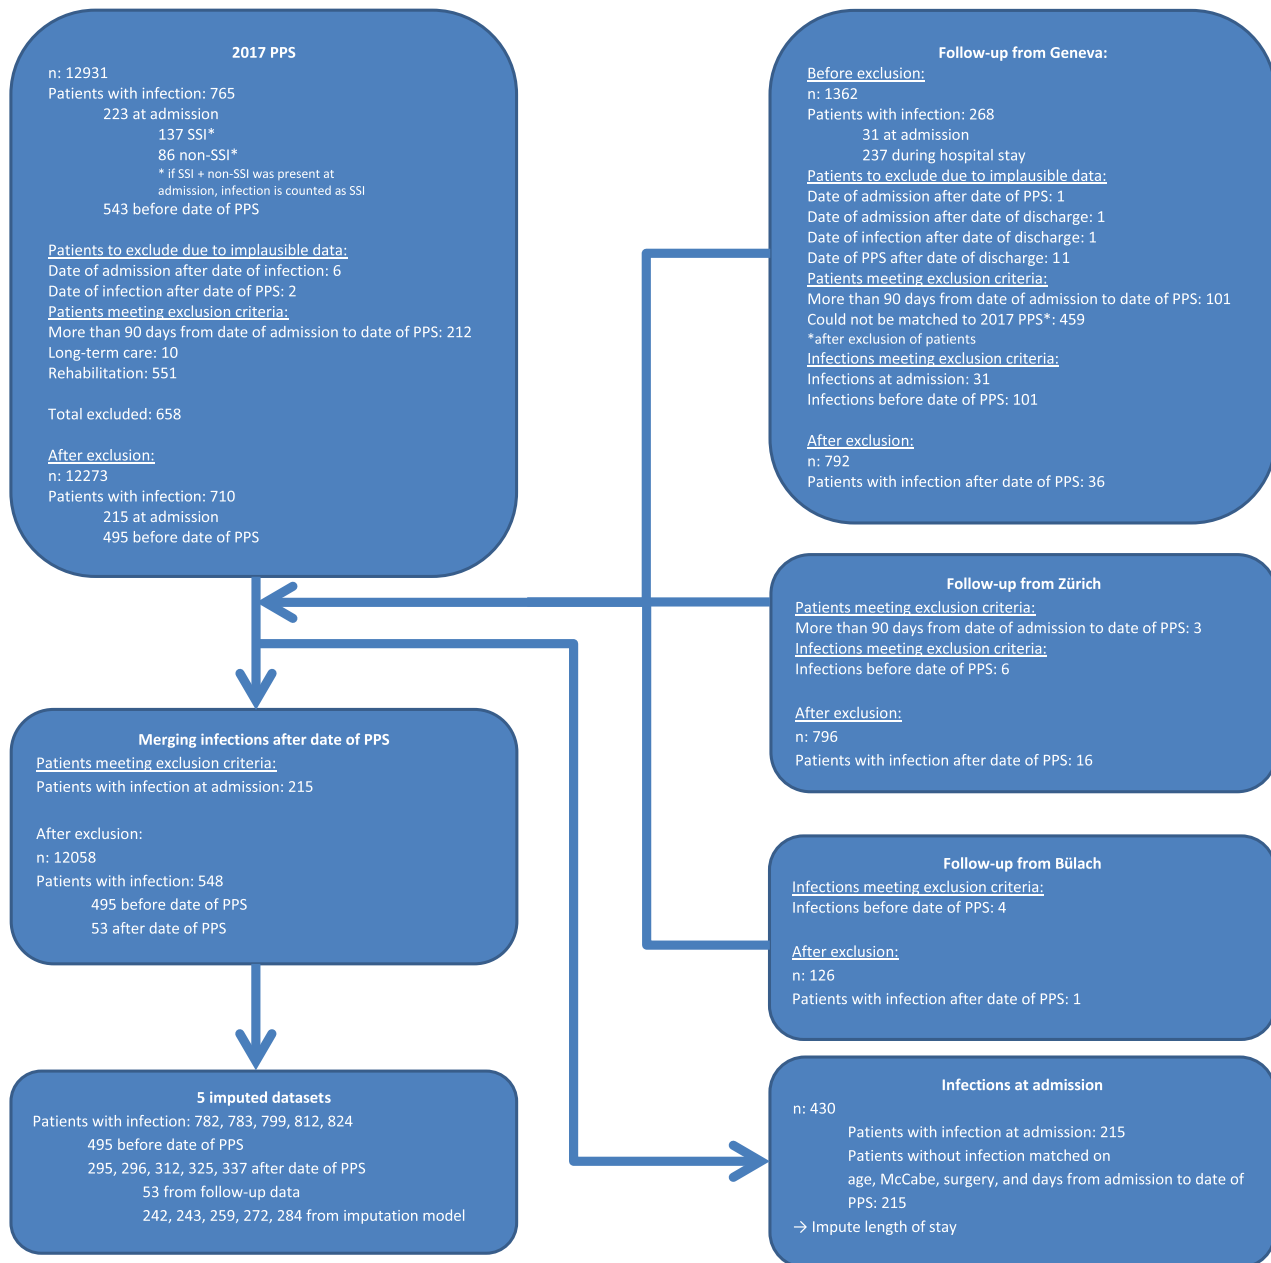 2017 PPS
n: 12931
Patients with infection: 765
223 at admission
137 SSI*
86 non-SSI*
* if SSI + non-SSI was present at
admission, infection is counted as SSI
543 before date of PPS
Patients to exclude due to implausible data:
Date of admission after date of infection: 6
Date of infection after date of PPS: 2
Patients meeting exclusion criteria:
More than 90 days from date of admission to date of PPS: 212
Long-term care: 10
Rehabilitation: 551
Total excluded: 658
After exclusion:
n: 12273
Patients with infection: 710
215 at admission
495 before date of PPS
Follow-up from Geneva:
Before exclusion:
n: 1362
Patients with infection: 268
31 at admission
237 during hospital stay
Patients to exclude due to implausible data:
Date of admission after date of PPS: 1
Date of admission after date of discharge: 1
Date of infection after date of discharge: 1
Date of PPS after date of discharge: 11
Patients meeting exclusion criteria:
More than 90 days from date of admission to date of PPS: 101
Could not be matched to 2017 PPS*: 459
*after exclusion of patients
Infections meeting exclusion criteria:
Infections at admission: 31
Infections before date of PPS: 101
After exclusion:
n: 792
Patients with infection after date of PPS: 36
Follow-up from Zürich
Patients meeting exclusion criteria:
More than 90 days from date of admission to date of PPS: 3
Infections meeting exclusion criteria:
Infections before date of PPS: 6
After exclusion:
n: 796
Patients with infection after date of PPS: 16
Merging infections after date of PPS
Patients meeting exclusion criteria:
Patients with infection at admission: 215
After exclusion:
n: 12058
Patients with infection: 548
495 before date of PPS
53 after date of PPS
Follow-up from Bülach
Infections meeting exclusion criteria:
Infections before date of PPS: 4
After exclusion:
n: 126
Patients with infection after date of PPS: 1
5 imputed datasets
Patients with infection: 782, 783, 799, 812, 824
495 before date of PPS
295, 296, 312, 325, 337 after date of PPS
53 from follow-up data
242, 243, 259, 272, 284 from imputation model
Infections at admission
n: 430
Patients with infection at admission: 215
Patients without infection matched on
age, McCabe, surgery, and days from admission to date of
PPS: 215
→ Impute length of stay